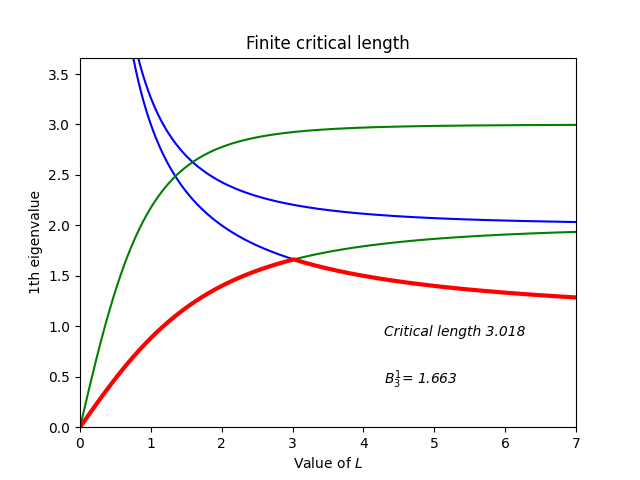 Finite critical length
3.5
3.0
2.5
2.0
1.5
1.0
0.5
0.0
1th eigenvalue
Critical length 3.018
$B_3^1$= 1.663
0 1 2 3 4 5 6 7
Value of $L$